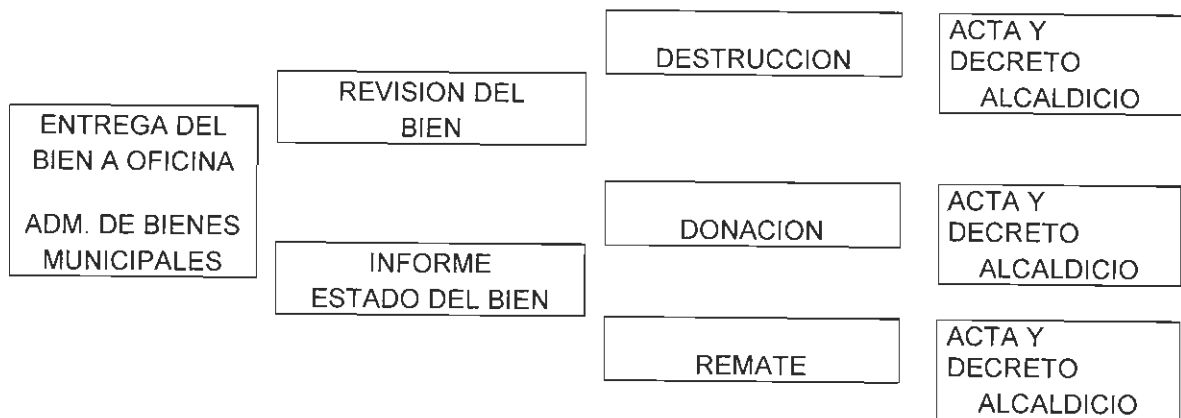 ENTREGA DEL
BIEN A OFICINA
ADM. DE BIENES
MUNICIPALES
REVISION DEL
BIEN
INFORME
ESTADO DEL BIEN
DESTRUCCION
DONACION
REMATE
ACTA Y
DECRETO
ALCALDICIO
ACTA Y
DECRETO
ALCALDICIO
ACTA Y
DECRETO
ALCALDICIO